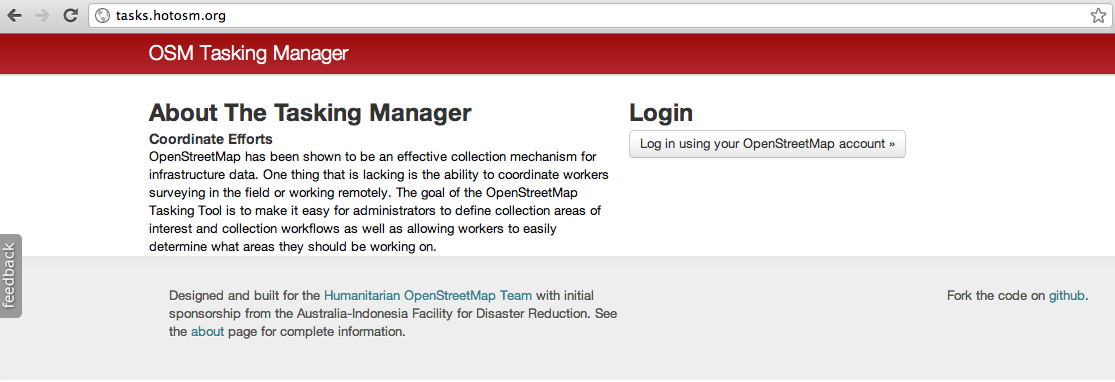 tasks.hotosm.org
OSM Tasking Manager
About The Tasking Manager
Coordinate Efforts
OpenStreetMap has been shown to be an effective collection mechanism for
infrastructure data. One thing that is lacking is the ability to coordinate workers
surveying in the field or working remotely. The goal of the OpenStreetMap
Tasking Tool is to make it easy for administrators to define collection areas of
interest and collection workflows as well as allowing workers to easily
determine what areas they should be working on.
Login
Log in using your OpenStreetMap account »
feedback
Designed and built for the Humanitarian OpenStreetMap Team with initial
sponsorship from the Australia-Indonesia Facility for Disaster Reduction. See
the about page for complete information.
Fork the code on github.